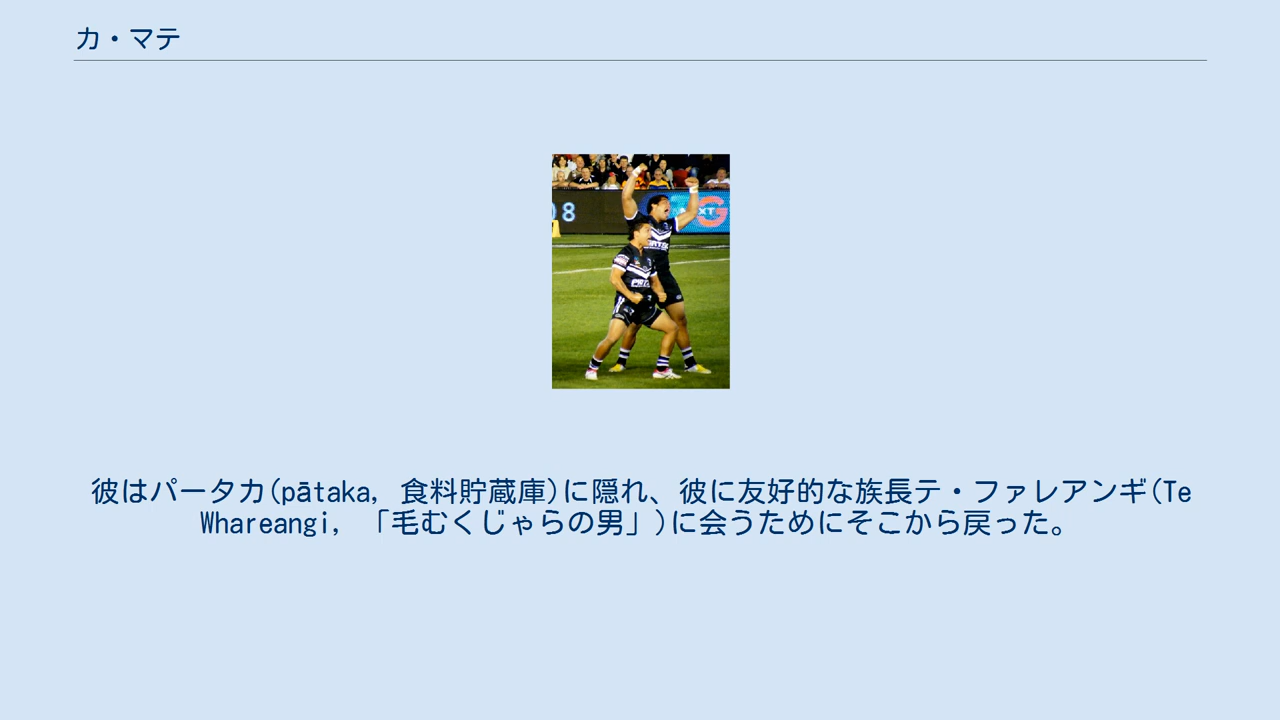 カ・マテ
8
彼はパータカ(pātaka, 食料貯蔵庫)に隠れ、彼に友好的な族長テ・ファレアンギ(Te
Whareangi, 「毛むくじゃらの男」)に会うためにそこから戻った。